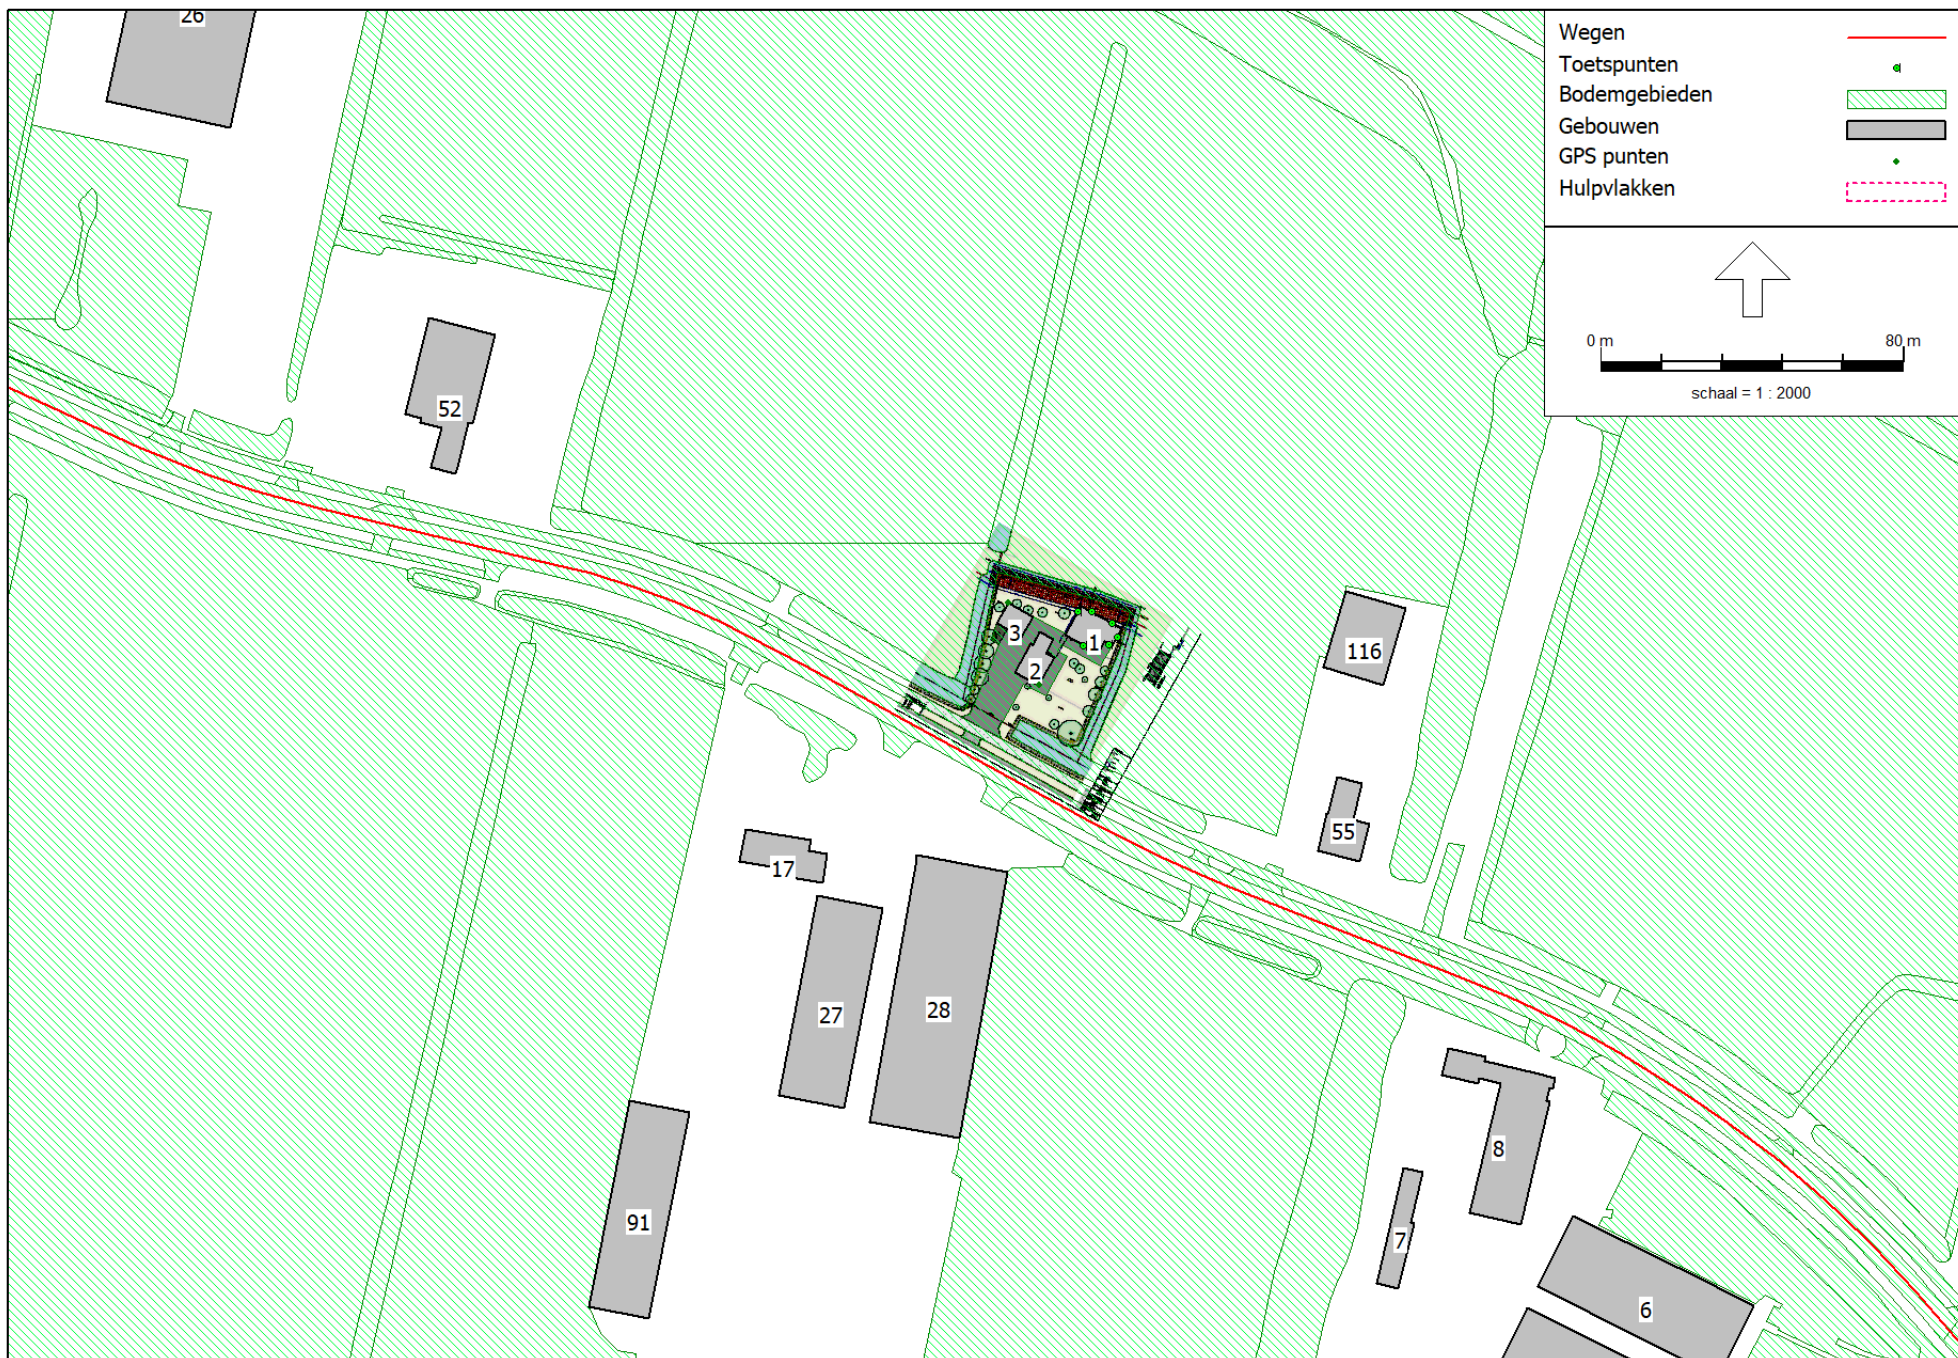 26
Wegen
Toetspunten
Bodemgebieden
Gebouwen
GPS punten
Hulpvlakken
0 m 80 m
schaal = 1 : 2000
52
3
1
2
116
55
17
27
28
91
8
7
6